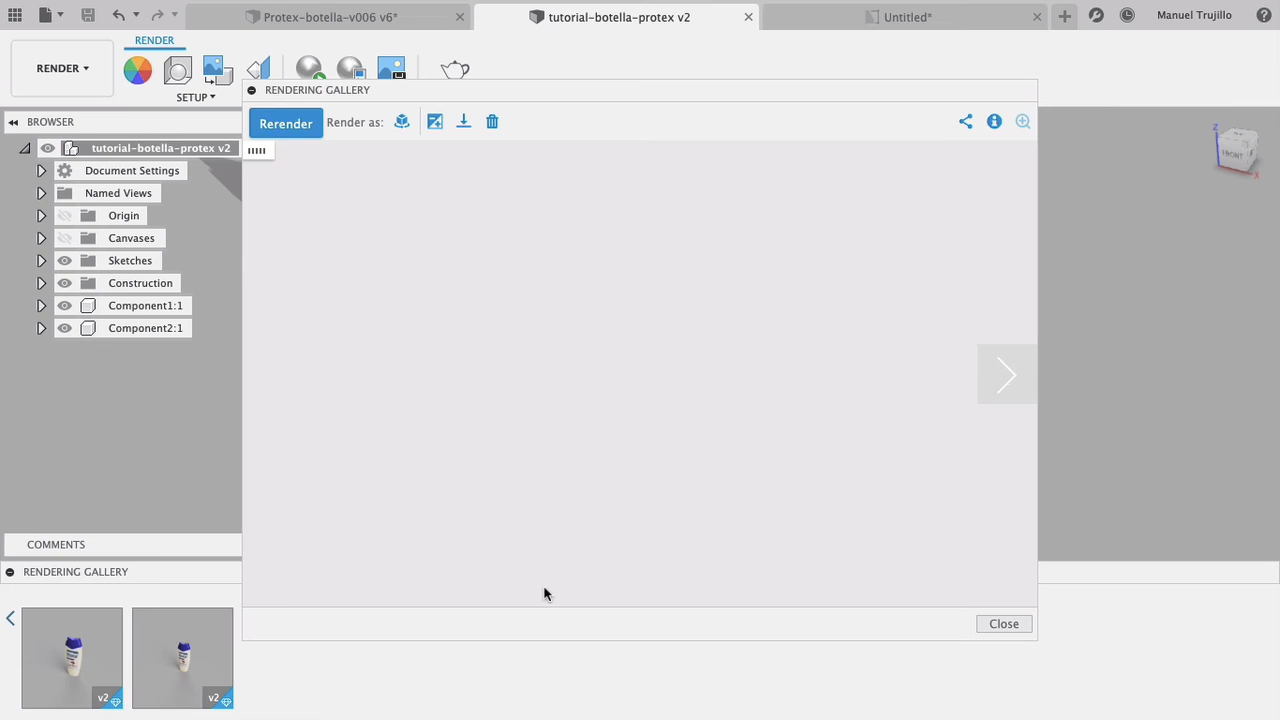 Protex-botella-v006 v6*
tutorial-botella-protex v2
Untitled*
Manuel Trujillo
RENDER
RENDER
SETUP
RENDERING GALLERY
BROWSER
Rerender
Render as:
tutorial-botella-protex v2
Document Settings
Named Views
Origin
Canvases
Sketches
Construction
Component1:1
Component2:1
Z
FRONT
X
COMMENTS
RENDERING GALLERY
Close
v2
v2